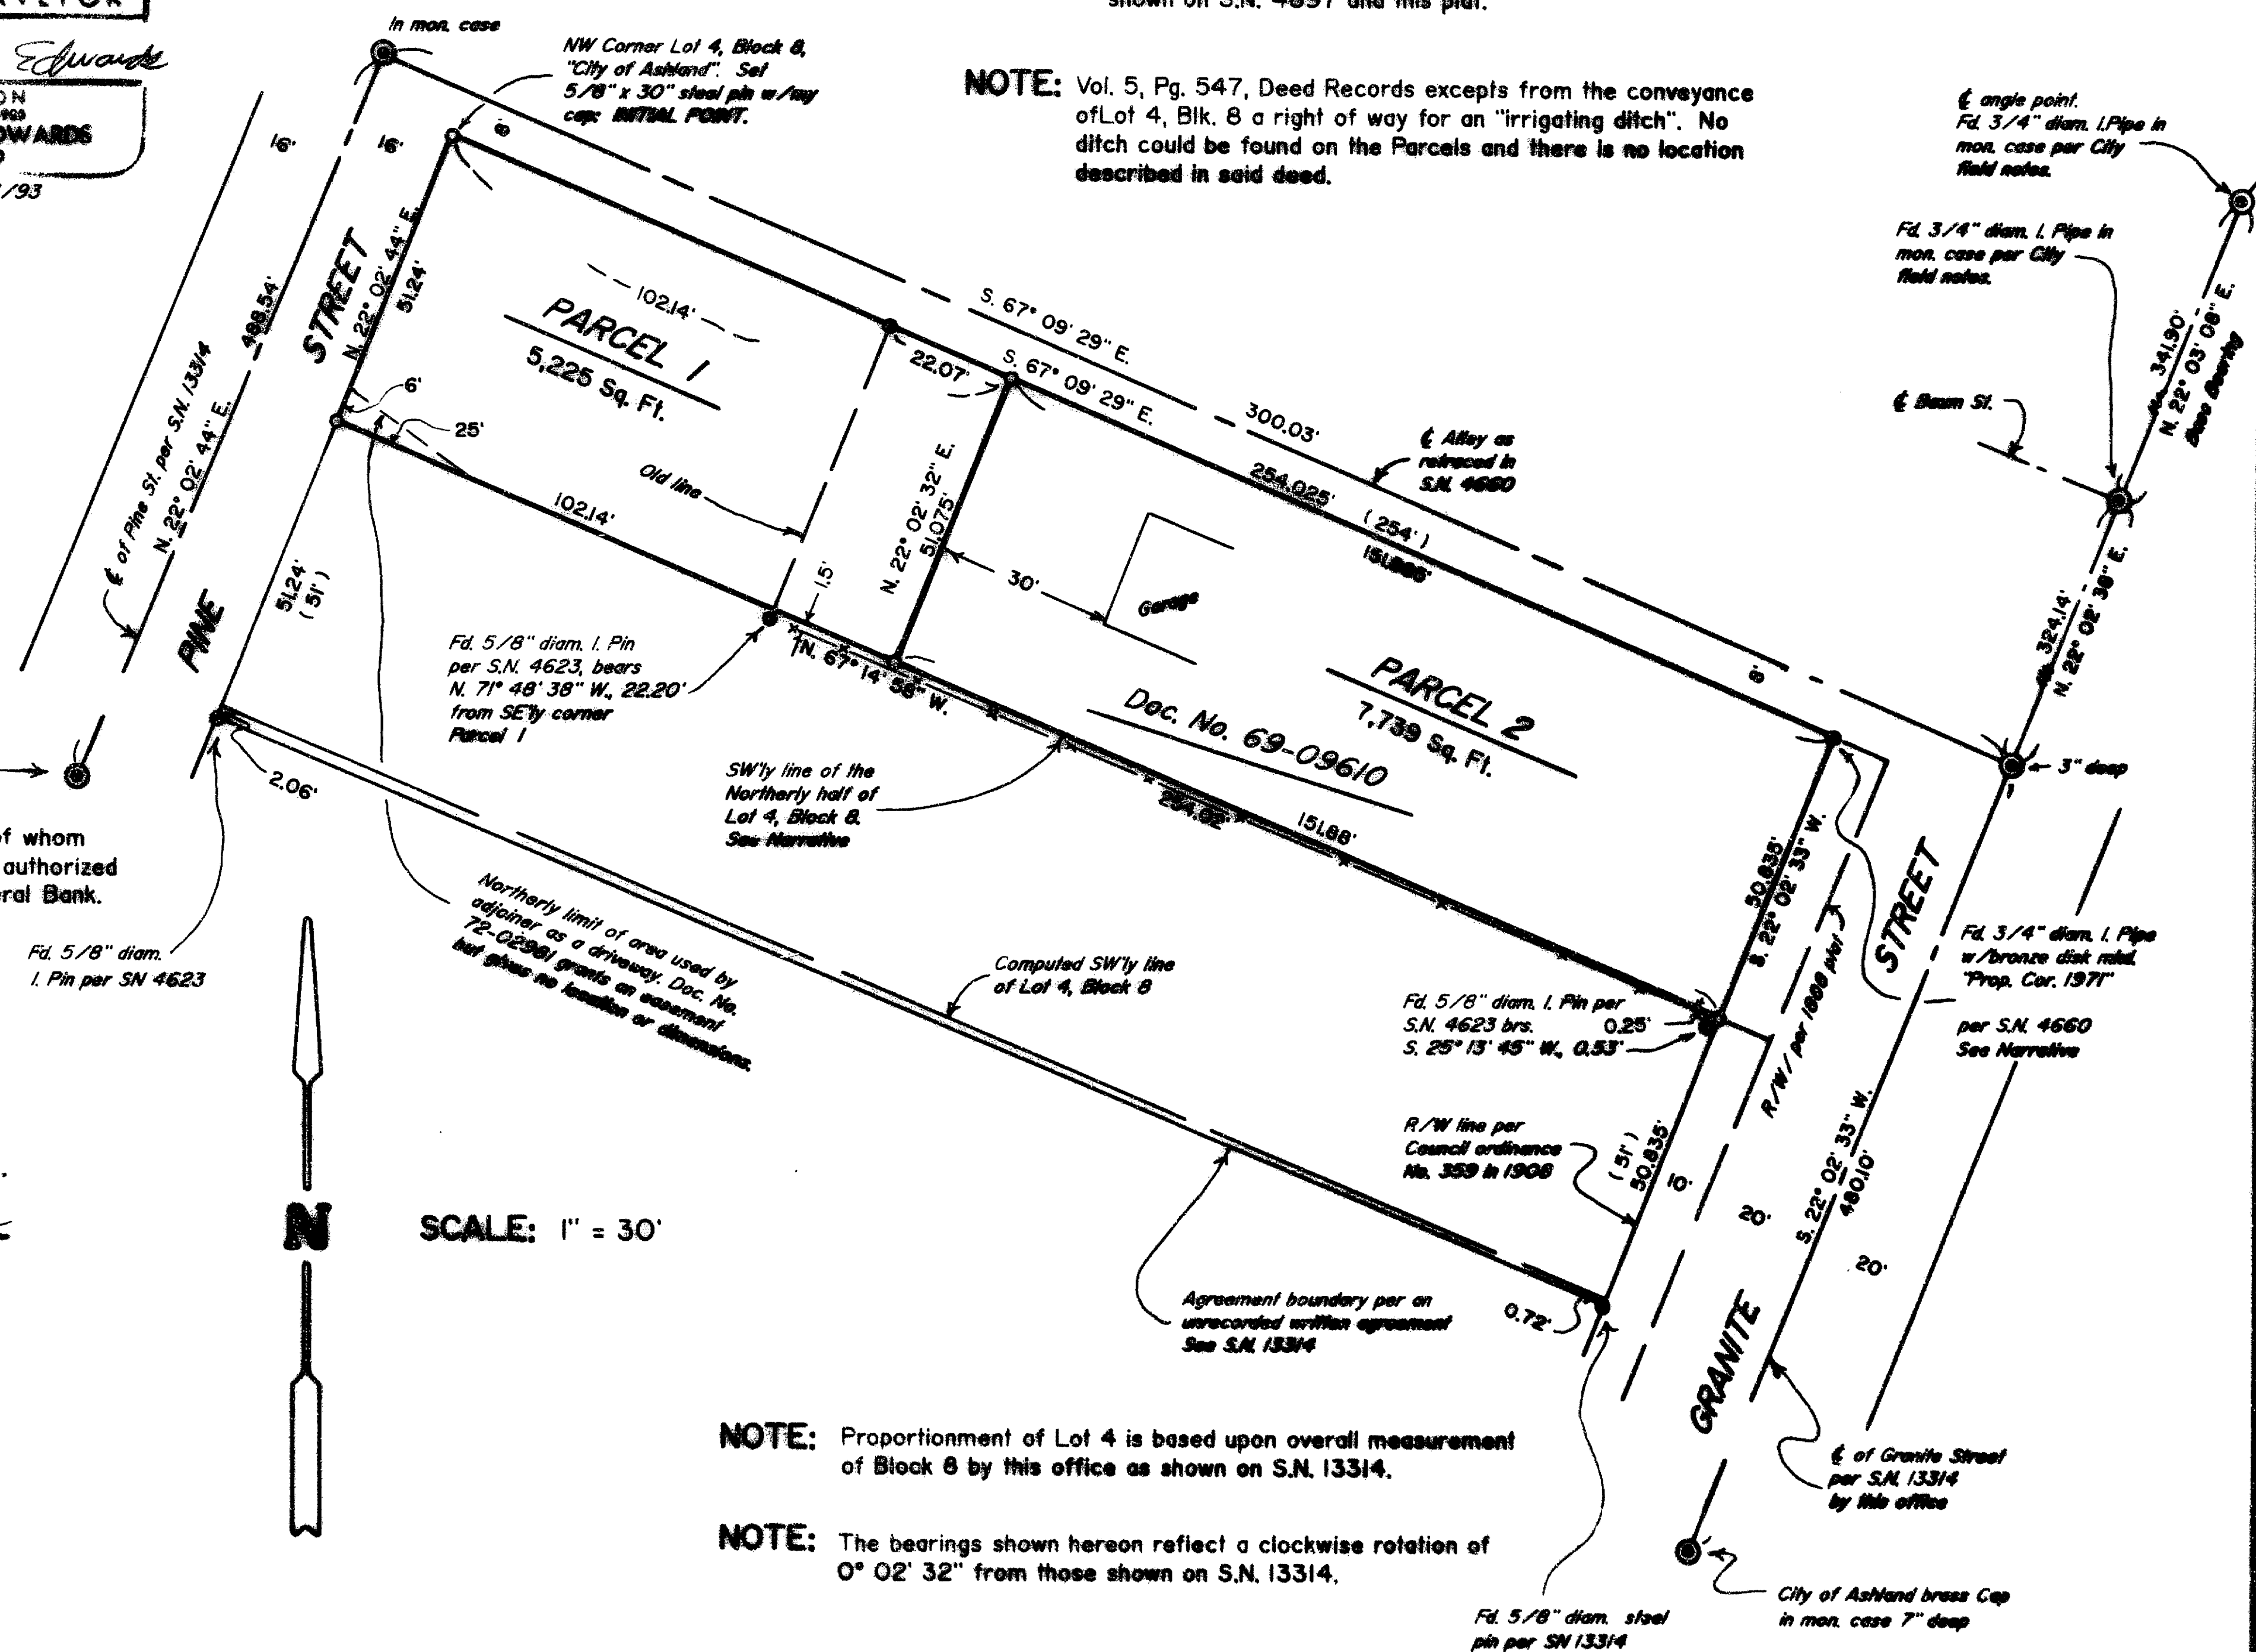 Edwards
/93
shown on S.N. 4897 and this plat.
In mon. case
NW Corner Lot 4, Block 8,
"City of Ashland". Set
5/8" x 30" steel pin w/my
cap: INITIAL POINT.
NOTE: Vol. 5, Pg. 547, Deed Records excepts from the conveyance
ofLot 4, Blk. 8 a right of way for an "irrigating ditch". No
ditch could be found on the Parcels and there is no location
described in said deed.
℄ angle point.
Fd. 3/4" diam. I.Pipe in
mon. case per City
field notes.
Fd. 3/4" diam. I. Pipe in
mon. case per City
field notes.
341.90'
N. 22° 03' 08" E.
Base Bearing
℄ Baum St.
324.14'
N. 22° 02' 38" E.
16'
16'
8'
PINE STREET
488.54'
N. 22° 02' 44" E.
℄ of Pine St. per S.N. 13314
N. 22° 02' 44" E.
51.24'
6'
25'
102.14'
PARCEL 1
5,225 Sq. Ft.
102.14'
Old line
22.07'
S. 67° 09' 29" E.
S. 67° 09' 29" E.
300.03'
℄ Alley as
retraced in
S.N. 4660
254.025'
(254')
151.885'
N. 22° 02' 32" E.
51.075'
30'
Garage
1.5'
51.24'
(51')
Fd. 5/8" diam. I. Pin
per S.N. 4623, bears
N. 71° 48' 38" W., 22.20'
from SE'ly corner
Parcel 1
N. 67° 14' 58" W.
PARCEL 2
7,739 Sq. Ft.
Doc. No. 69-09610
8'
3" deep
2.06'
SW'ly line of the
Northerly half of
Lot 4, Block 8.
See Narrative
254.02'
151.88'
50.835'
S. 22° 02' 33" W.
of whom
authorized
ral Bank.
Fd. 5/8" diam.
I. Pin per SN 4623
Northerly limit of area used by
adjoiner as a driveway. Doc. No.
72-02981 grants an easement
but gives no location or dimensions.
Computed SW'ly line
of Lot 4, Block 8
Fd. 5/8" diam. I. Pin per
S.N. 4623 brs.
S. 25° 13' 45" W., 0.53'
0.25'
R/W per 1888 plat
Fd. 3/4" diam. I. Pipe
w/bronze disk mkd.
"Prop. Cor. 1971"
per S.N. 4660
See Narrative
R/W line per
Council ordinance
No. 359 in 1908
(51')
50.835'
10'
20'
20'
S. 22° 02' 33" W.
480.10'
GRANITE STREET
N
SCALE: 1" = 30'
Agreement boundary per an
unrecorded written agreement
See S.N. 13314
0.72'
NOTE: Proportionment of Lot 4 is based upon overall measurement
of Block 8 by this office as shown on S.N. 13314.
NOTE: The bearings shown hereon reflect a clockwise rotation of
0° 02' 32" from those shown on S.N. 13314.
℄ of Granite Street
per S.N. 13314
by this office
City of Ashland brass Cap
in mon. case 7" deep
Fd. 5/8" diam. steel
pin per SN 13314